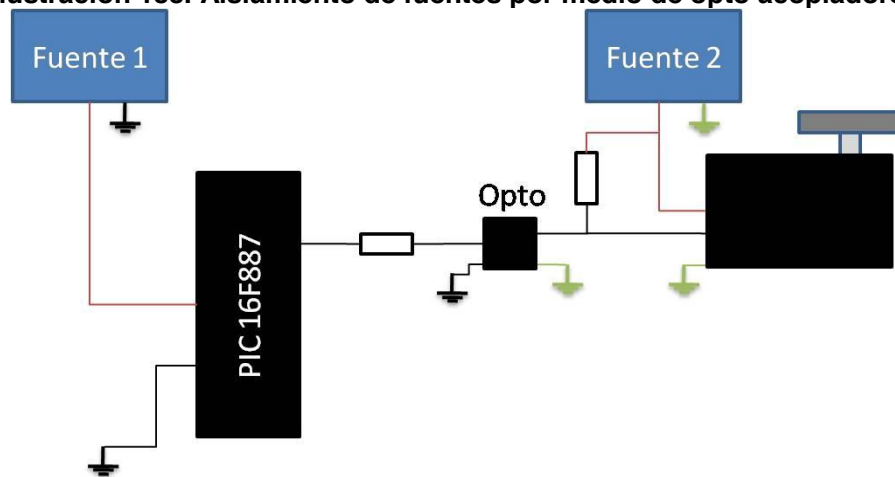 Aislamiento de fuentes por medio de opto
Fuente 1
Fuente 2
Opto
PIC 16F887